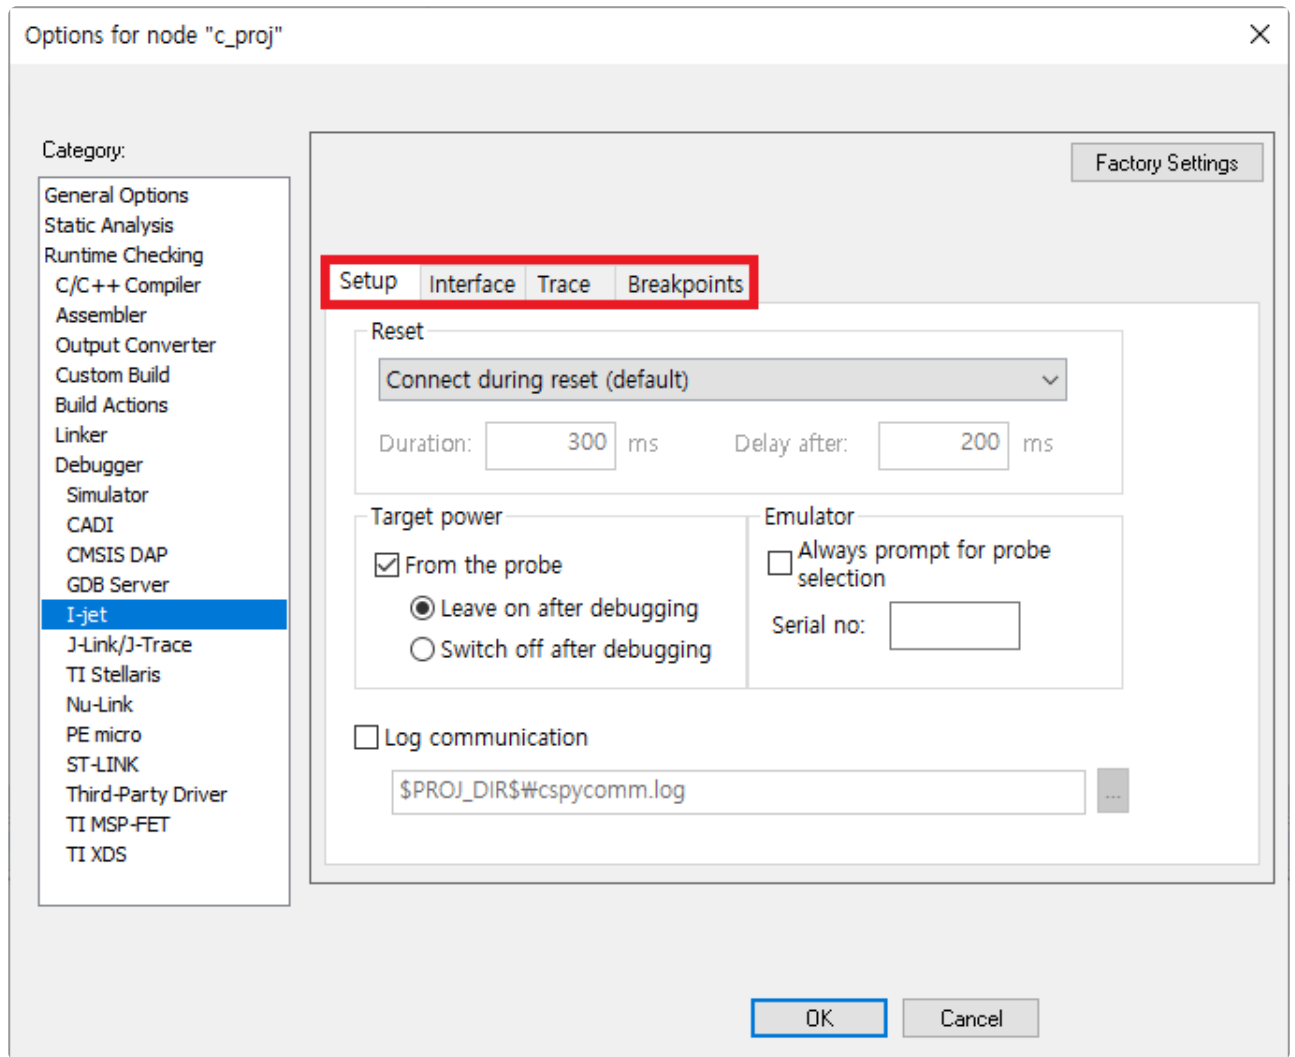 Options for node "c_proj"
Category:
Factory Settings
General Options
Static Analysis
Runtime Checking
C/C++ Compiler
Assembler
Output Converter
Custom Build
Build Actions
Linker
Debugger
Simulator
CADI
CMSIS DAP
GDB Server
I-jet
J-Link/J-Trace
TI Stellaris
Nu-Link
PE micro
ST-LINK
Third-Party Driver
TI MSP-FET
TI XDS
Setup Interface Trace Breakpoints
Reset
Connect during reset (default)
Duration: 300 ms Delay after: 200 ms
Target power
From the probe
Leave on after debugging
Switch off after debugging
Emulator
Always prompt for probe
selection
Serial no:
Log communication
$PROJ_DIR$₩cspycomm.log
...
OK Cancel